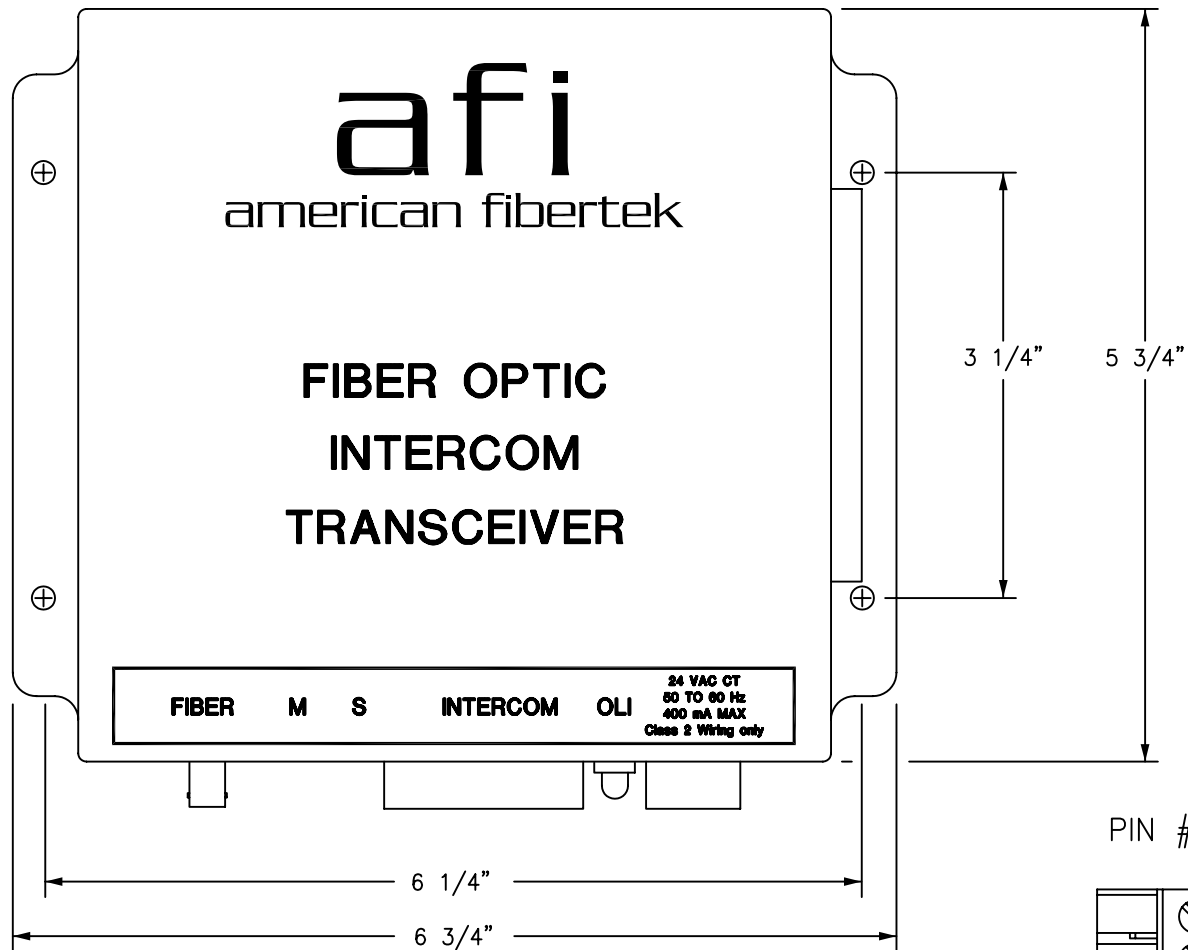 afi
american fibertek
FIBER OPTIC
INTERCOM
TRANSCEIVER
3 1/4”
5 3/4”
FIBER M S INTERCOM OLI
24 VAC CT
50 TO 60 Hz
400 mA MAX
Class 2 Wiring only
PIN #
6 1/4”
6 3/4”